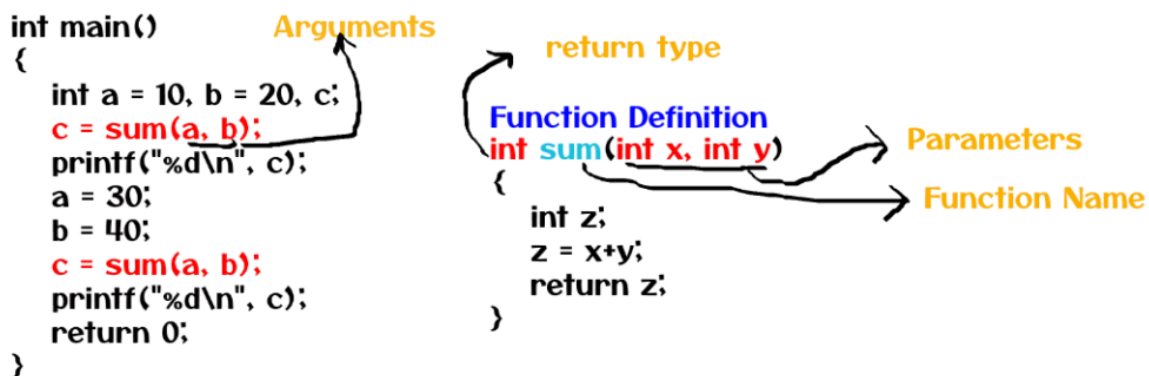 int main()
{
int a = 10, b = 20, c;
c = sum(a, b);
printf("%d\n", c);
a = 30;
b = 40;
c = sum(a, b);
printf("%d\n", c);
return 0;
}
Arguments
return type
Function Definition
int sum(int x, int y)
{
int z;
z = x+y;
return z;
}
Parameters
Function Name